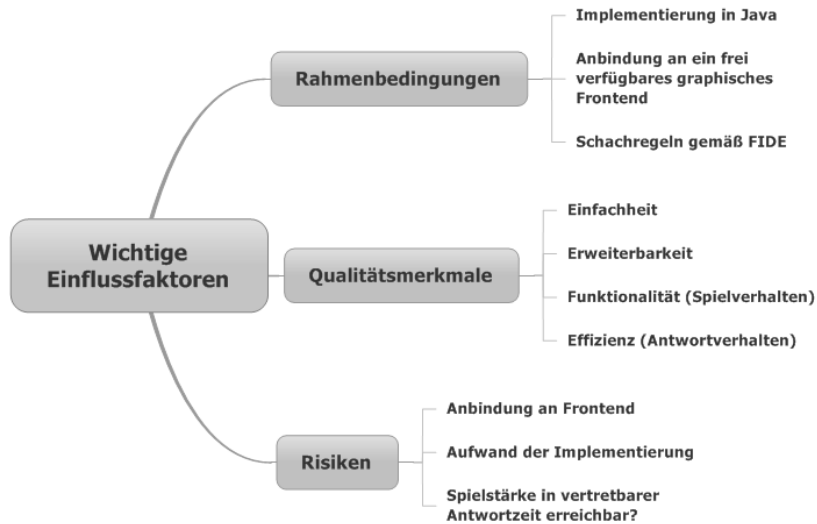 Wichtige
Einflussfaktoren
Rahmenbedingungen
Implementierung in Java
Anbindung an ein frei
verfügbares graphisches
Frontend
Schachregeln gemäß FIDE
Qualitätsmerkmale
Einfachheit
Erweiterbarkeit
Funktionalität (Spielverhalten)
Effizienz (Antwortverhalten)
Risiken
Anbindung an Frontend
Aufwand der Implementierung
Spielstärke in vertretbarer
Antwortzeit erreichbar?